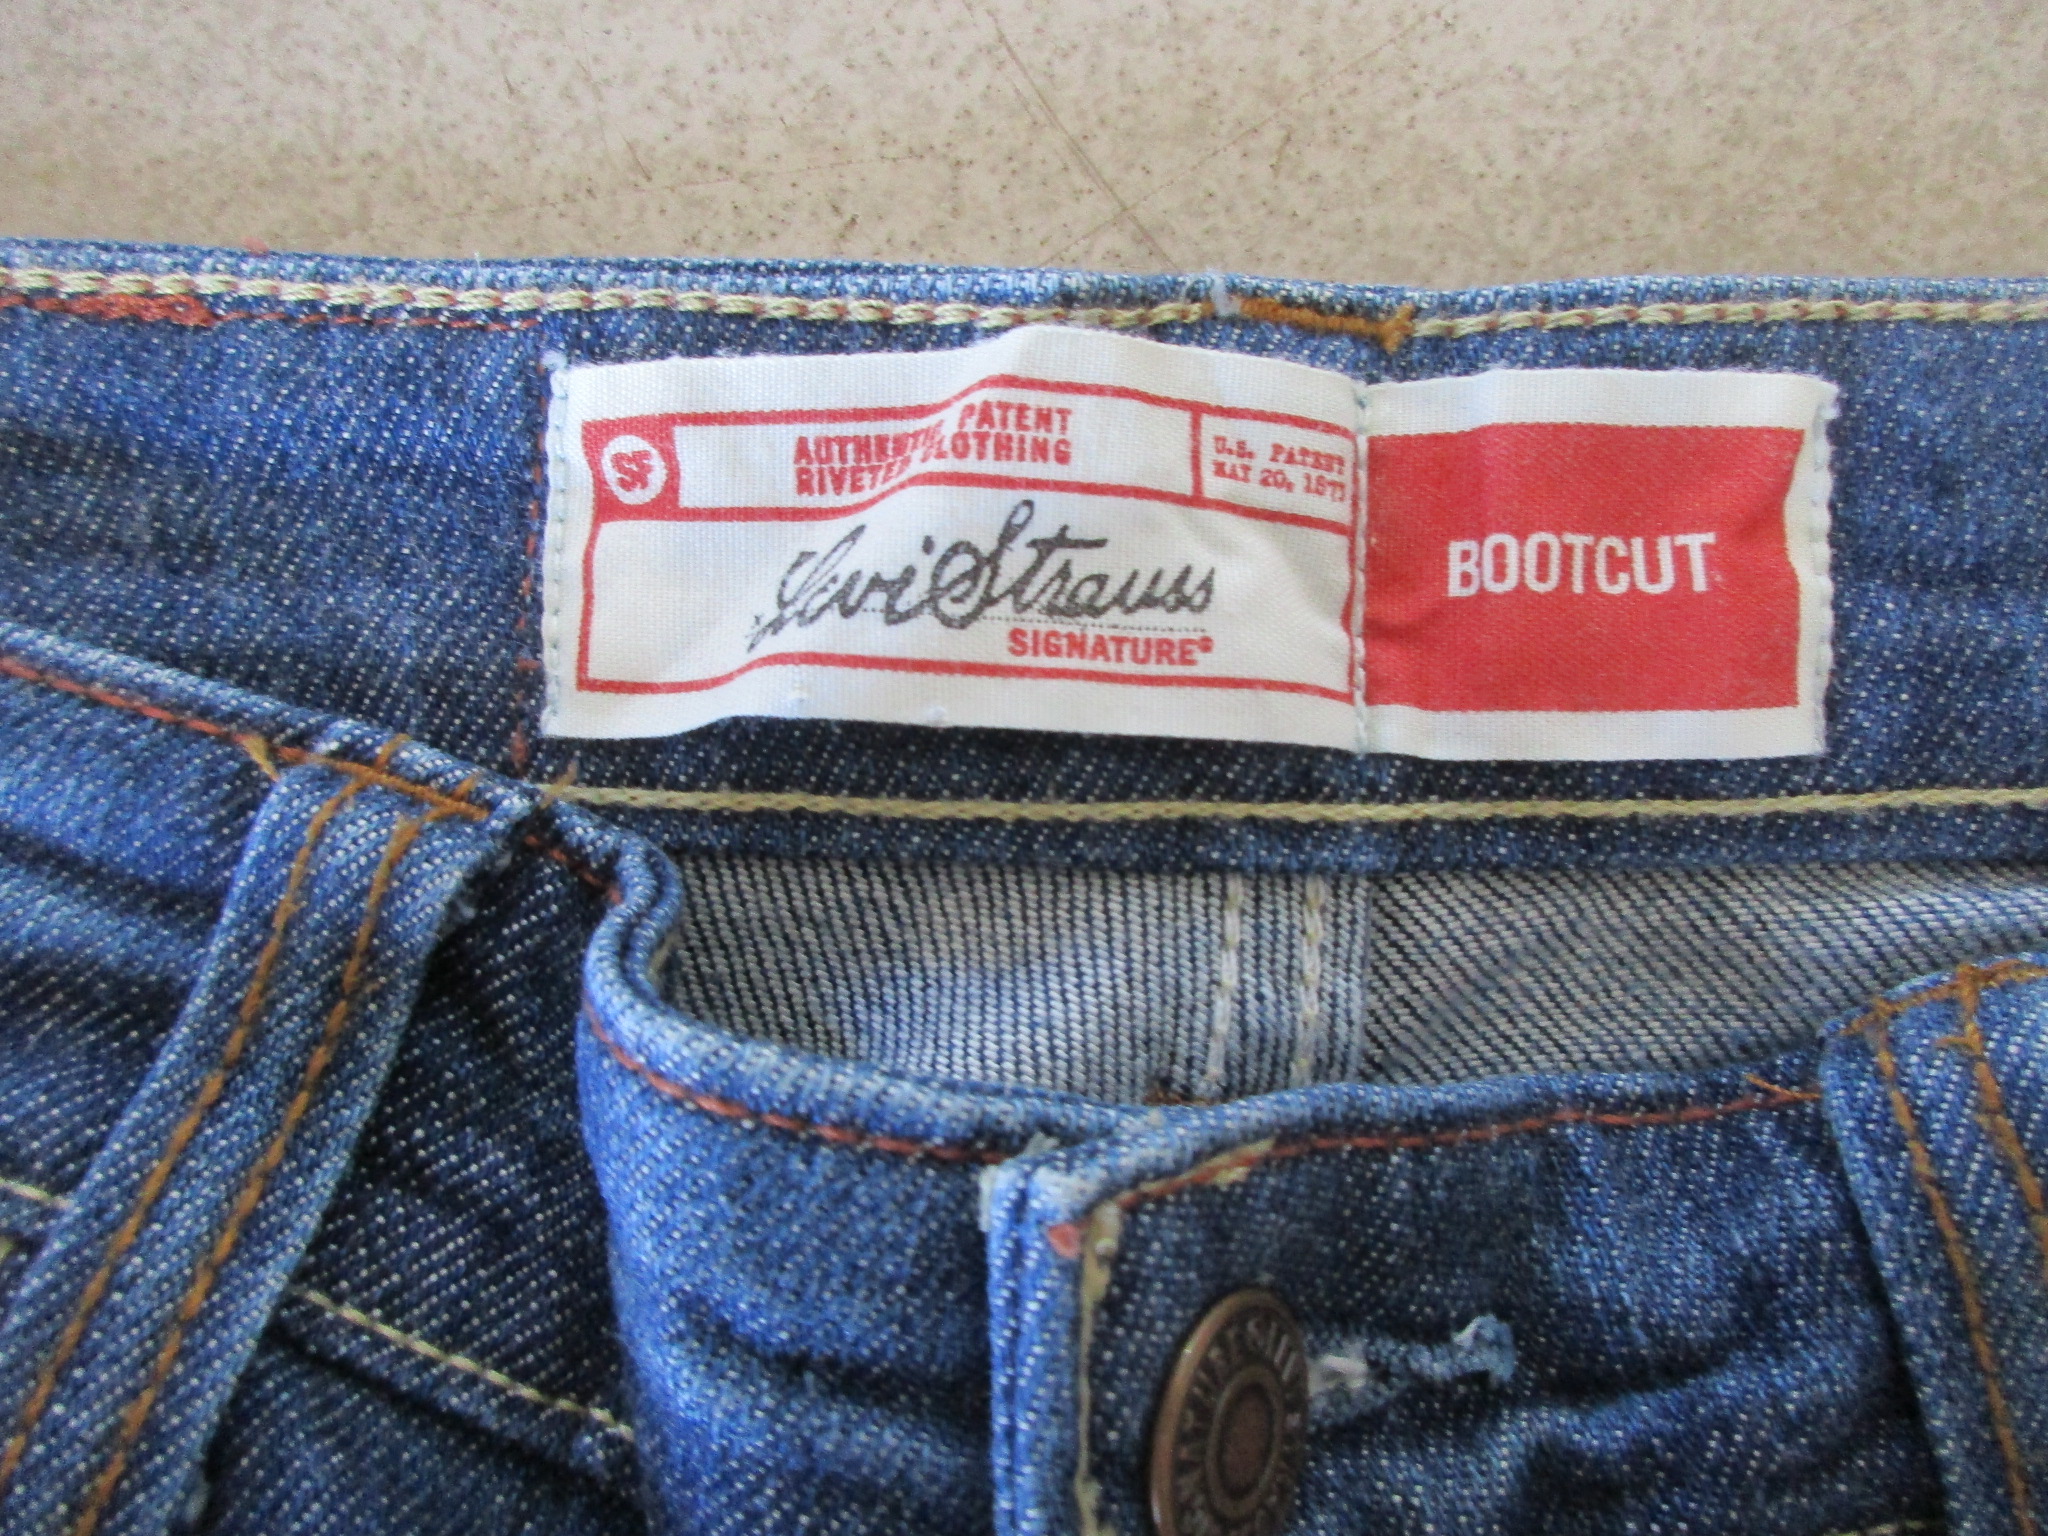 SF
PATENT
AUTHENTIC CLOTHING
RIVETED
U.S. PATENT
MAY 20, 1873
Levi Strauss
SIGNATURE
BOOTCUT